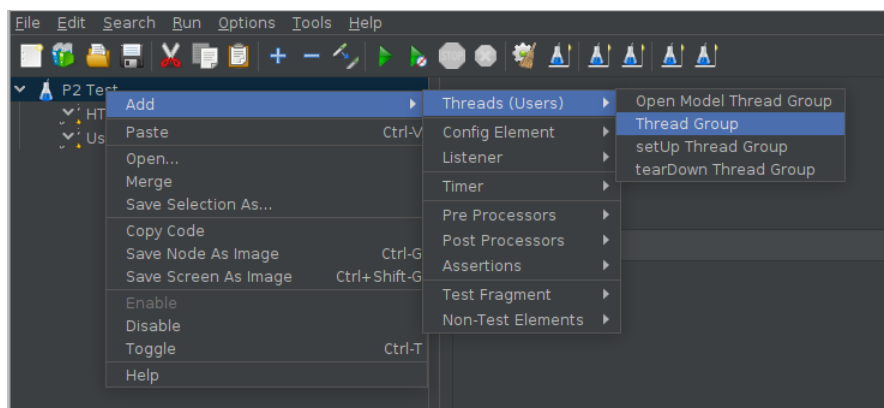 File Edit Search Run Options Tools Help
P2 Test
HT
Us
Add
Paste Ctrl-V
Open...
Merge
Save Selection As...
Copy Code
Save Node As Image Ctrl-G
Save Screen As Image Ctrl+Shift-G
Enable
Disable
Toggle Ctrl-T
Help
Threads (Users)
Config Element
Listener
Timer
Pre Processors
Post Processors
Assertions
Test Fragment
Non-Test Elements
Open Model Thread Group
Thread Group
setUp Thread Group
tearDown Thread Group